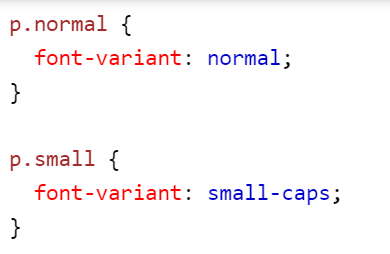 p.normal {
  font-variant: normal;
}

p.small {
  font-variant: small-caps;
}